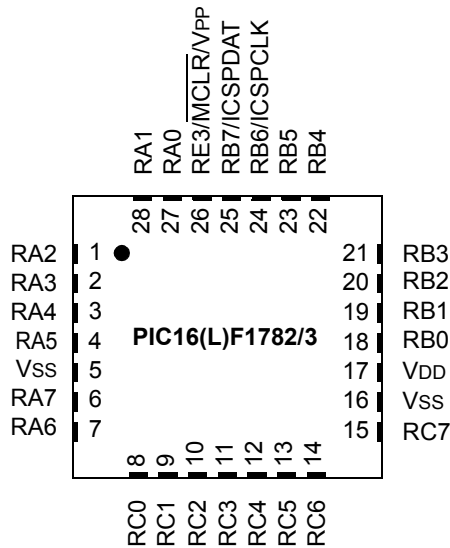 RA1
RA0
RE3/MCLR/VPP
RB7/ICSPDAT
RB6/ICSPCLK
RB5
RB4
28
27
26
25
24
23
22
RA2 1 21 RB3
RA3 2 20 RB2
RA4 3 19 RB1
RA5 4 PIC16(L)F1782/3 18 RB0
VSS 5 17 VDD
RA7 6 16 VSS
RA6 7 15 RC7
8
9
10
11
12
13
14
RC0
RC1
RC2
RC3
RC4
RC5
RC6